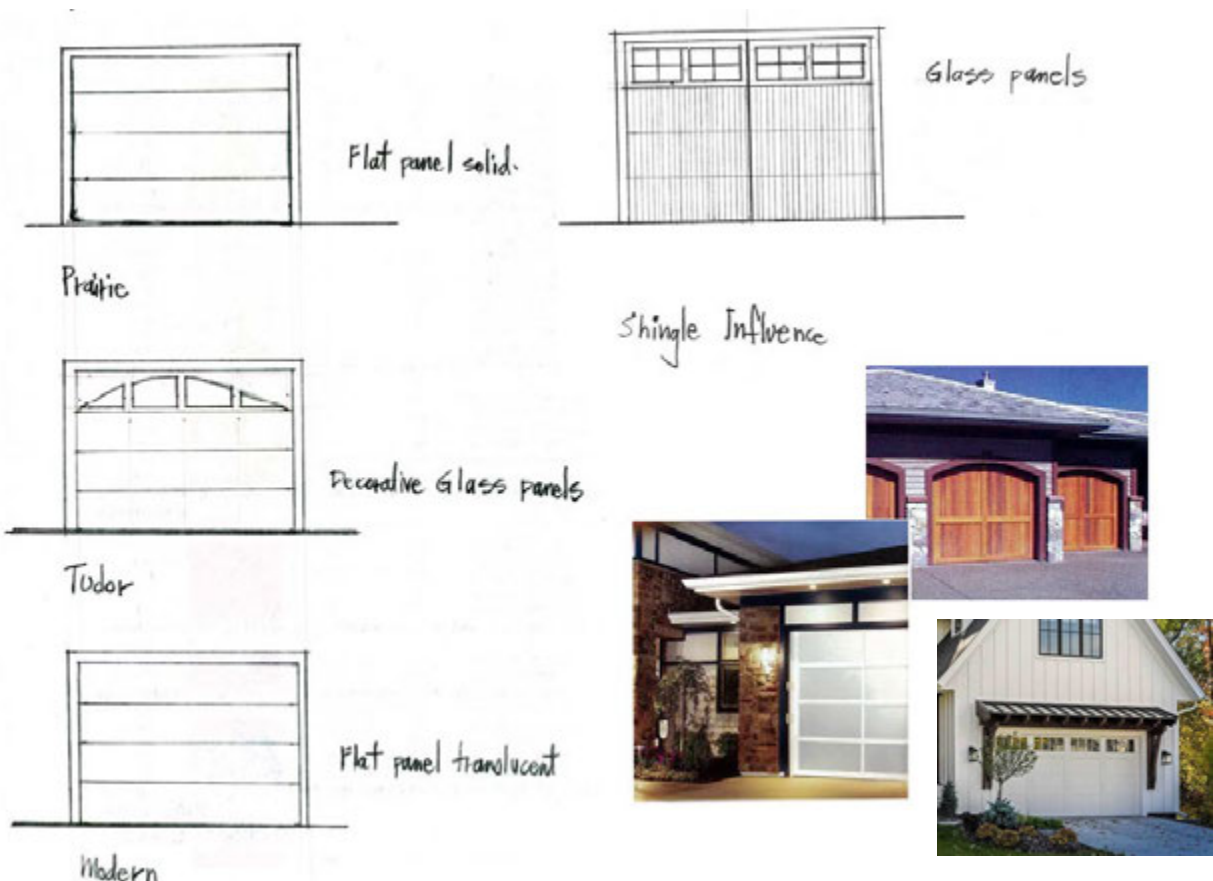 Flat panel solid.
Prairie
Glass panels
Shingle Influence
Decorative Glass panels
Tudor
Flat panel translucent
Modern